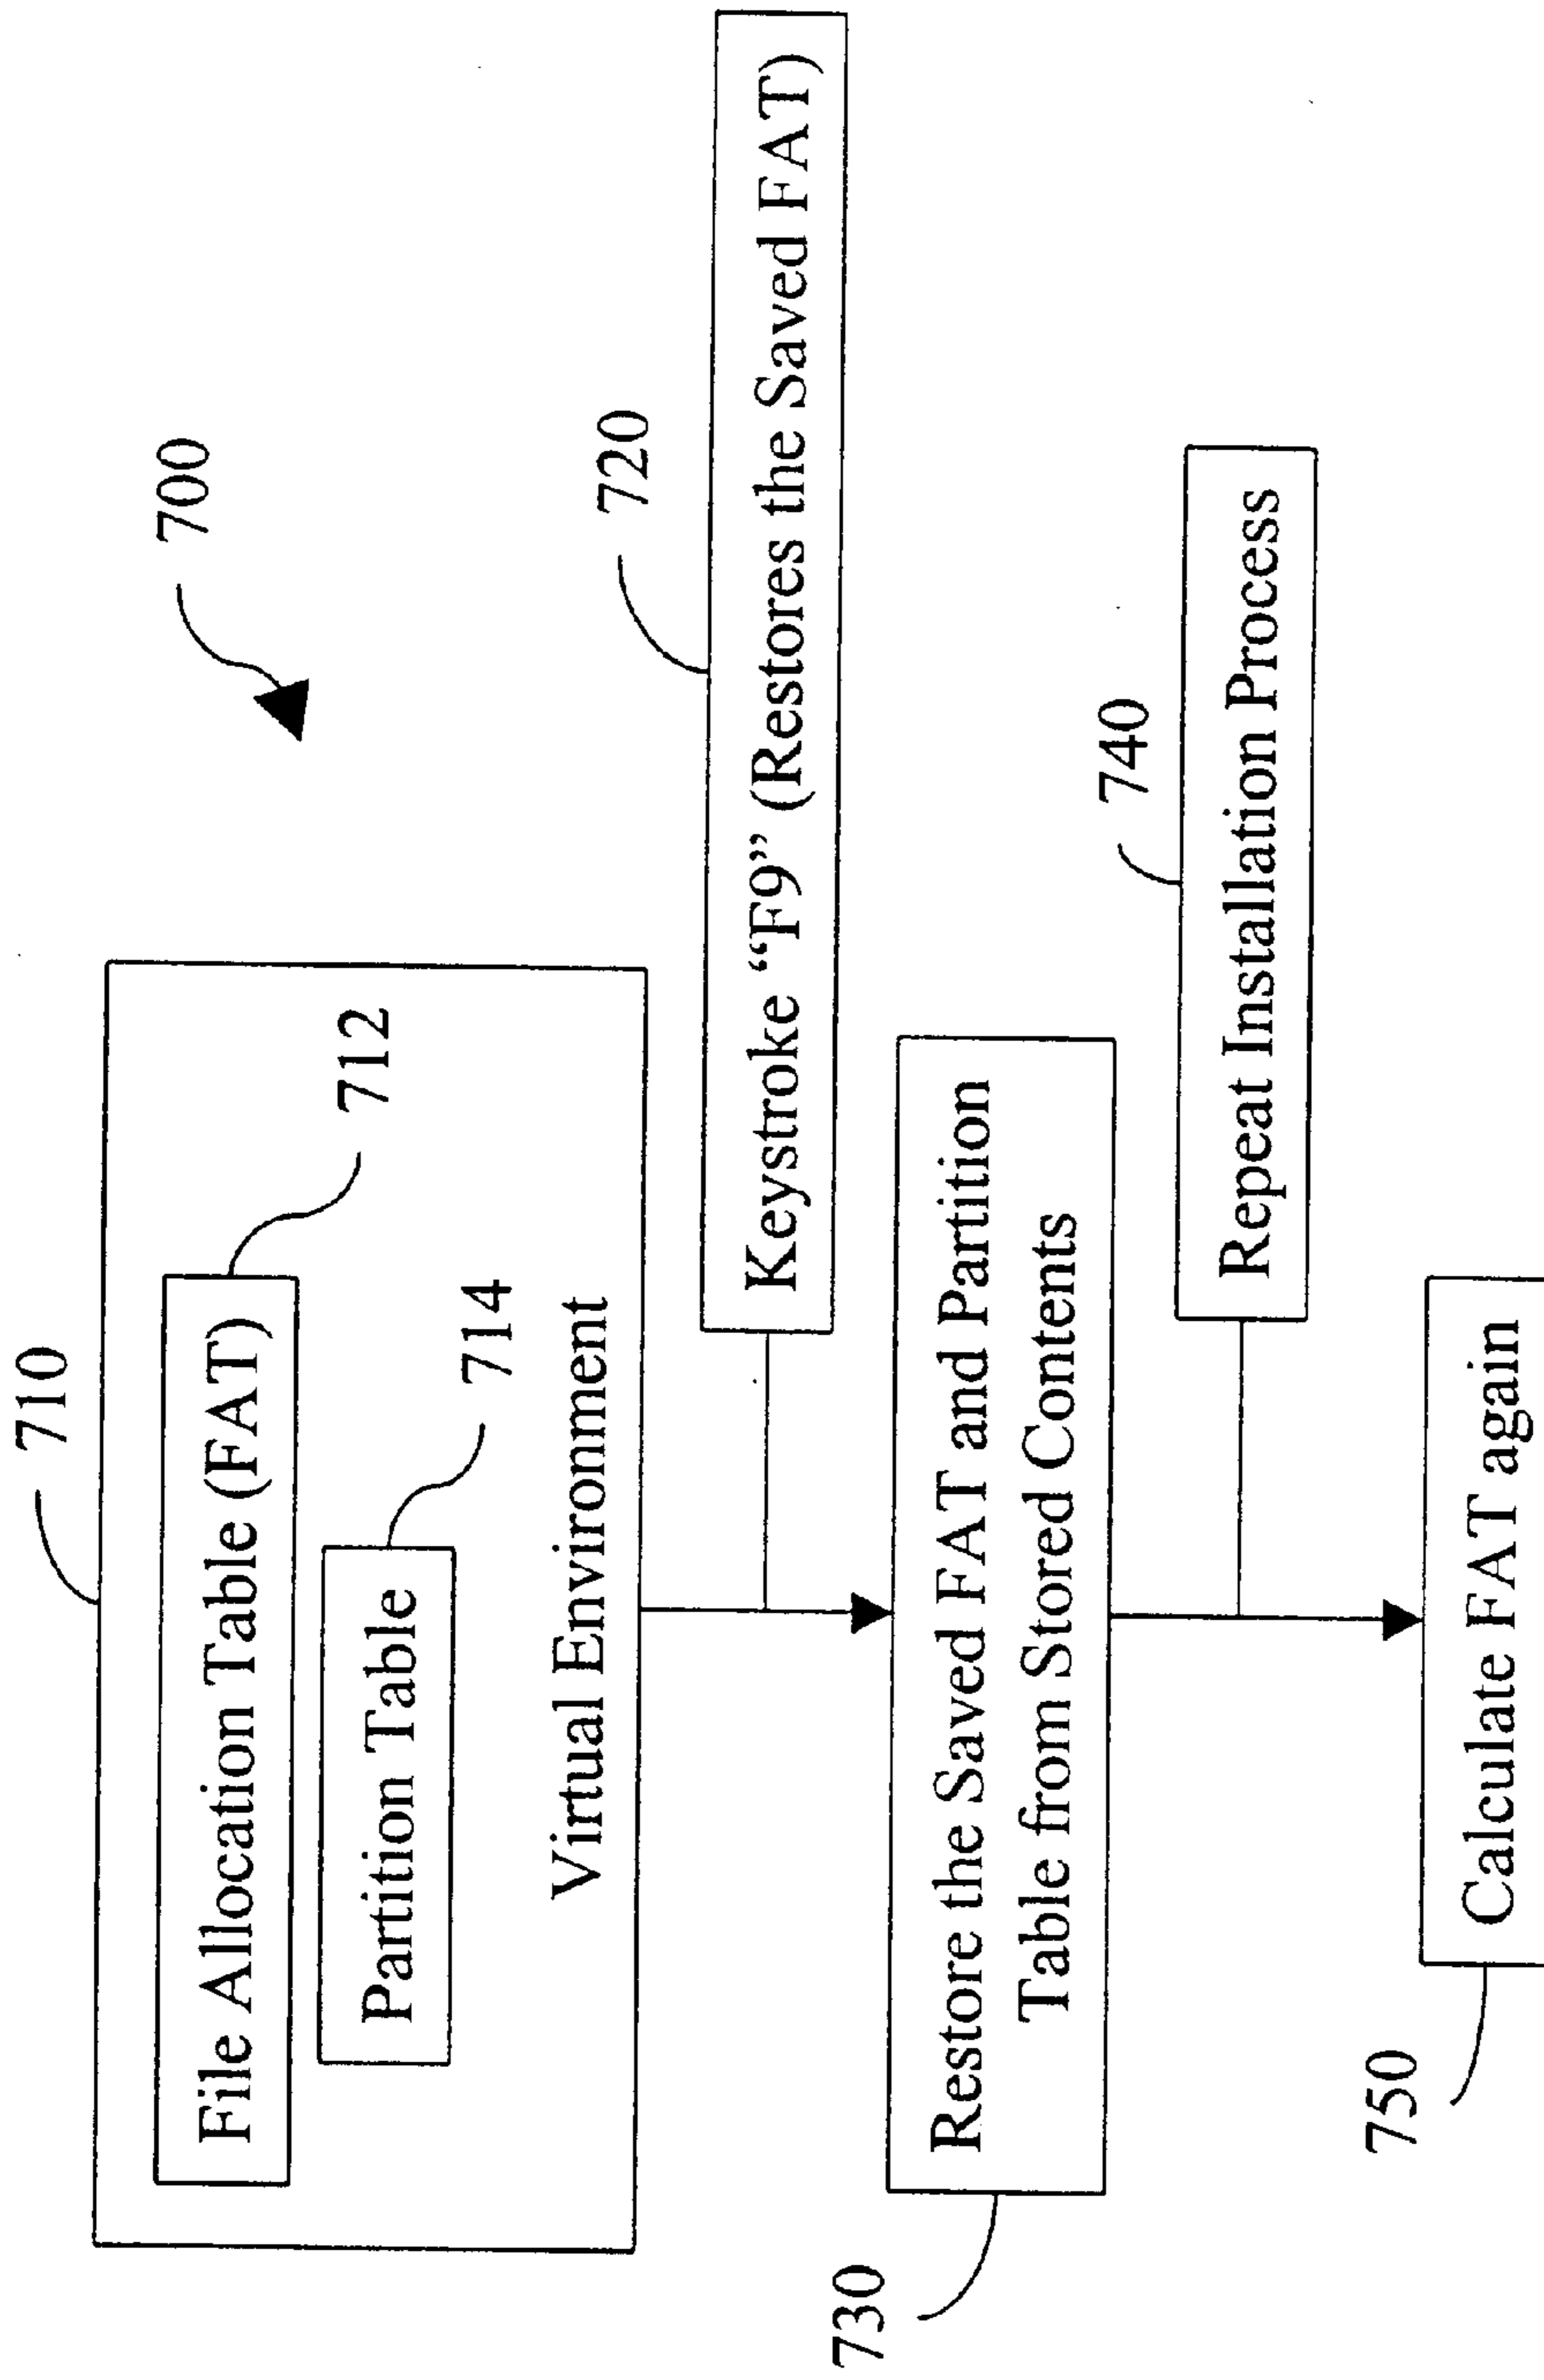 700
710
File Allocation Table (FAT)
712
Partition Table
714
Virtual Environment
720
Keystroke “F9” (Restores the Saved FAT)
730
Restore the Saved FAT and Partition
Table from Stored Contents
740
Repeat Installation Process
750
Calculate FAT again